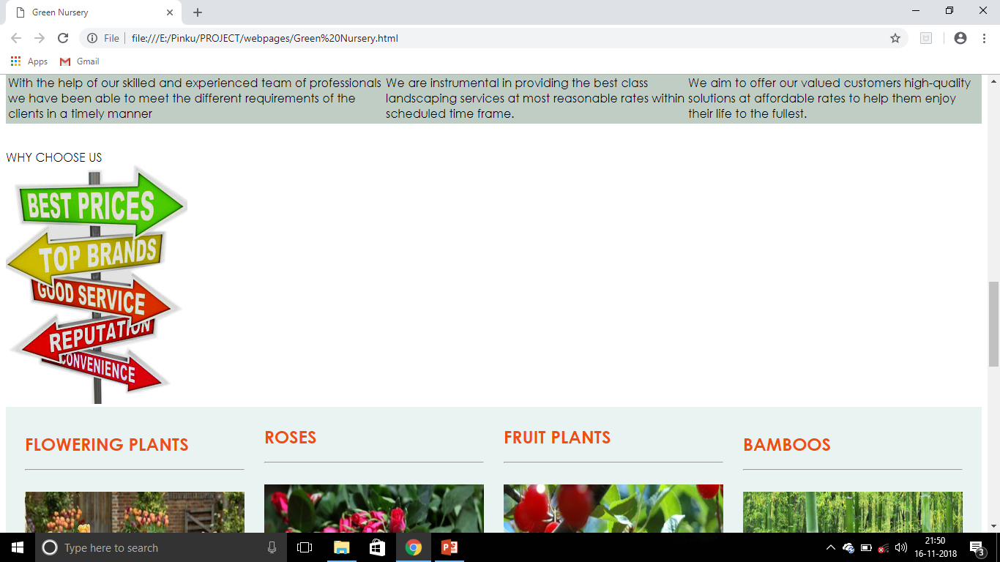 Green Nursery
File
file:///E:/Pinku/PROJECT/webpages/Green%20Nursery.html
Apps
Gmail
With the help of our skilled and experienced team of professionals
we have been able to meet the different requirements of the
clients in a timely manner
We are instrumental in providing the best class
landscaping services at most reasonable rates within
scheduled time frame.
We aim to offer our valued customers high-quality
solutions at affordable rates to help them enjoy
their life to the fullest.
WHY CHOOSE US
BEST PRICES
TOP BRANDS
GOOD SERVICE
REPUTATION
CONVENIENCE
FLOWERING PLANTS
ROSES
FRUIT PLANTS
BAMBOOS
Type here to search
21:50
16-11-2018
3